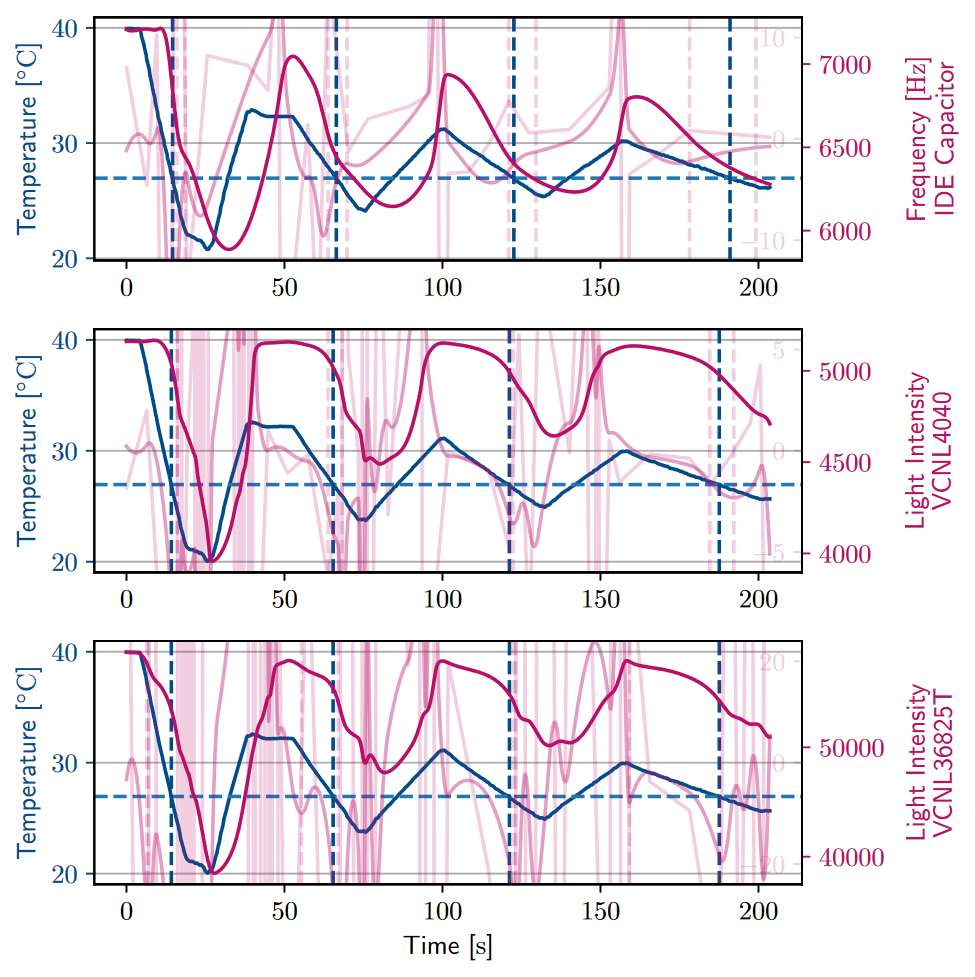 40
30
20
Temperature [°C]
10
0
−10
7000
6500
6000
Frequency [Hz]
IDE Capacitor
0 50 100 150 200
40
30
20
Temperature [°C]
5
0
−5
5000
4500
4000
Light Intensity
VCNL4040
0 50 100 150 200
40
30
20
Temperature [°C]
20
0
−20
50000
40000
Light Intensity
VCNL36825T
0 50 100 150 200
Time [s]